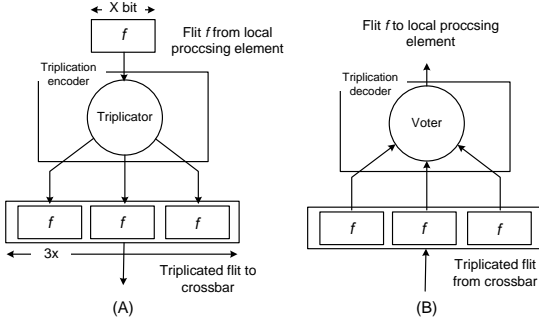 X bit
f
Flit f from local
proccsing element
Triplication
encoder
Triplicator
f f f
3x
Triplicated flit to
crossbar
(A)
Flit f to local proccsing
element
Triplication
decoder
Voter
f f f
Triplicated flit
from crossbar
(B)